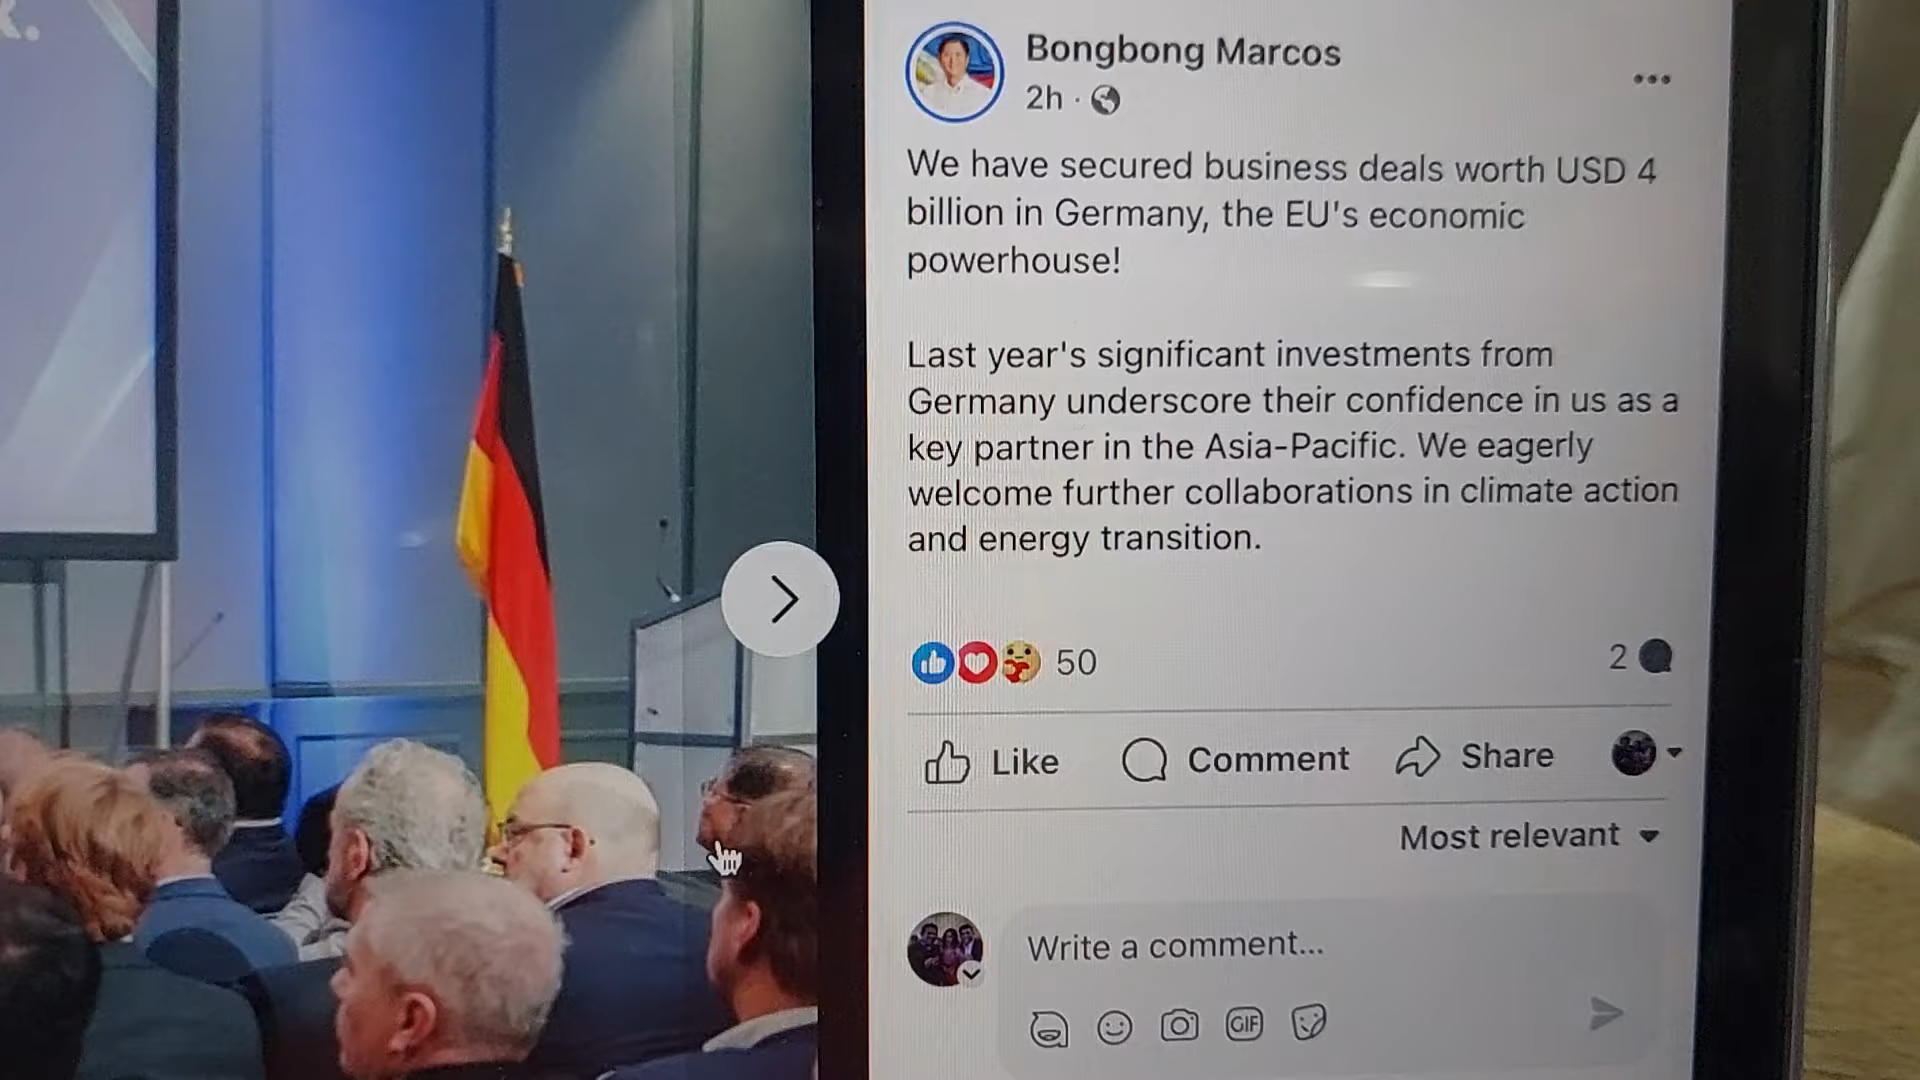 Bongbong Marcos
2h ·
We have secured business deals worth USD 4
billion in Germany, the EU's economic
powerhouse!
Last year's significant investments from
Germany underscore their confidence in us as a
key partner in the Asia-Pacific. We eagerly
welcome further collaborations in climate action
and energy transition.
50
2
Like Comment Share
Most relevant
Write a comment...
GIF